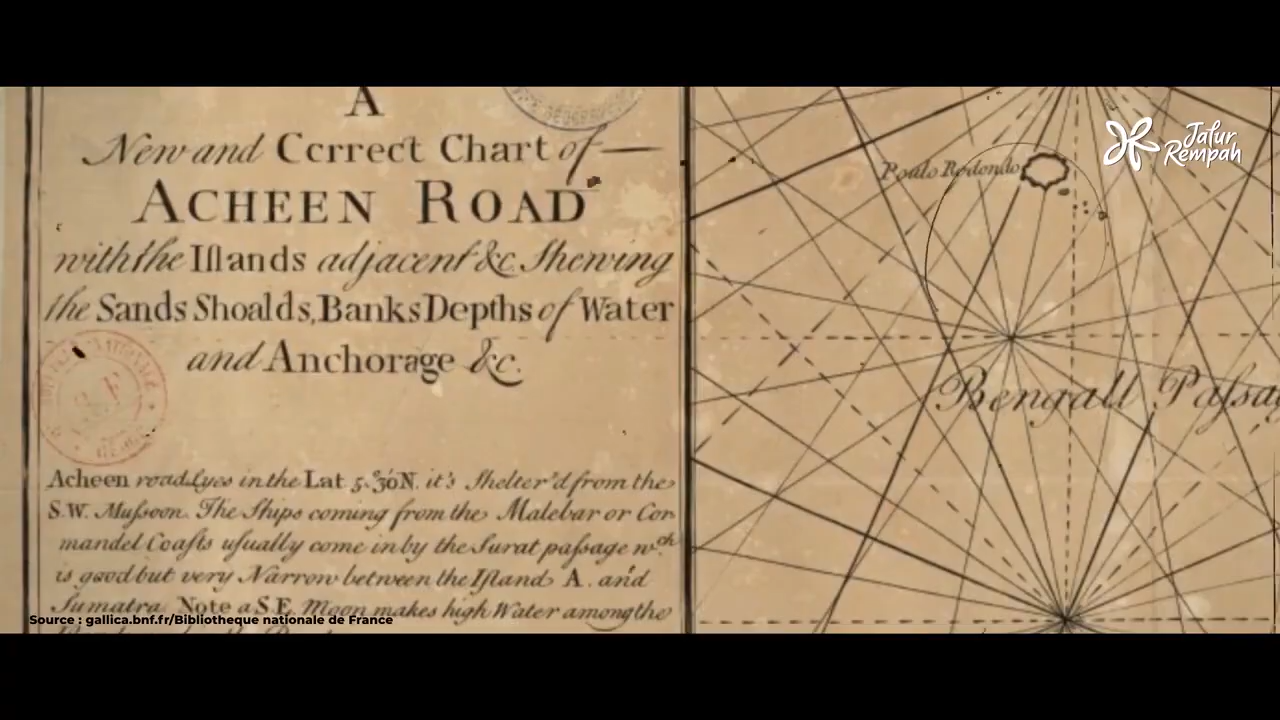 A
New and Correct Chart of
ACHEEN ROAD
with the Iſlands adjacent &c. Shewing
the Sands Shoalds, Banks Depths of Water
and Anchorage &c.
Acheen road Lyes in the Lat 5.°30´N. it's Shelter'd from the
S.W. Muſsoon. The Ships coming from the Malebar or Cor
mandel Coaſts uſually come in by the Surat paſsage wch
is good but very Narrow between the Iſland A. and
Sumatra. Note a S.E. Moon makes high Water among the
Source : gallica.bnf.fr/Bibliotheque nationale de France
Poulo Rodondo
Bengall Paſsa
Jalur
Rempah